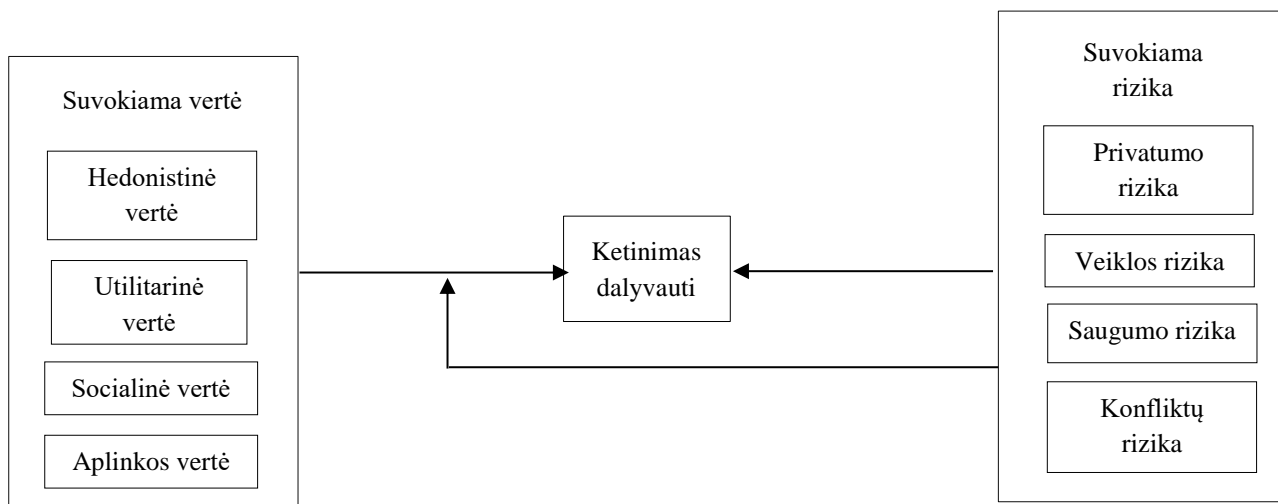 Suvokiama vertė
Hedonistinė
vertė
Utilitarinė
vertė
Socialinė vertė
Aplinkos vertė
Ketinimas
dalyvauti
Suvokiama
rizika
Privatumo
rizika
Veiklos rizika
Saugumo rizika
Konfliktų
rizika